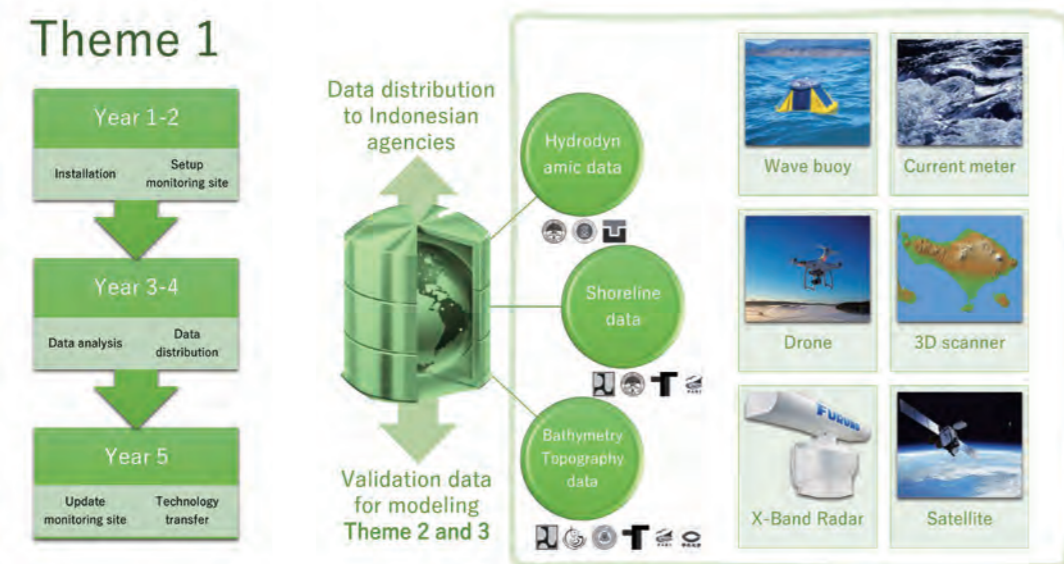 Theme 1
Year 1-2
Installation
Setup
monitoring site
Year 3-4
Data analysis
Data
distribution
Year 5
Update
monitoring site
Technology
transfer
Data distribution
to Indonesian
agencies
Validation data
for modeling
Theme 2 and 3
Hydrodyn
amic data
Shoreline
data
Bathymetry
Topography
data
Wave buoy
Current meter
Drone
3D scanner
FURUNO
X-Band Radar
Satellite